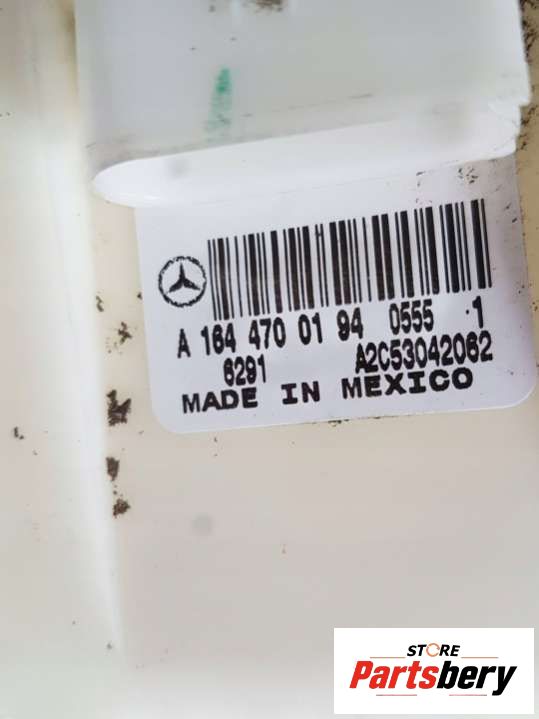 A 164 470 01 94 0555 1
6291 A2C53042062
MADE IN MEXICO
STORE
Partsbery